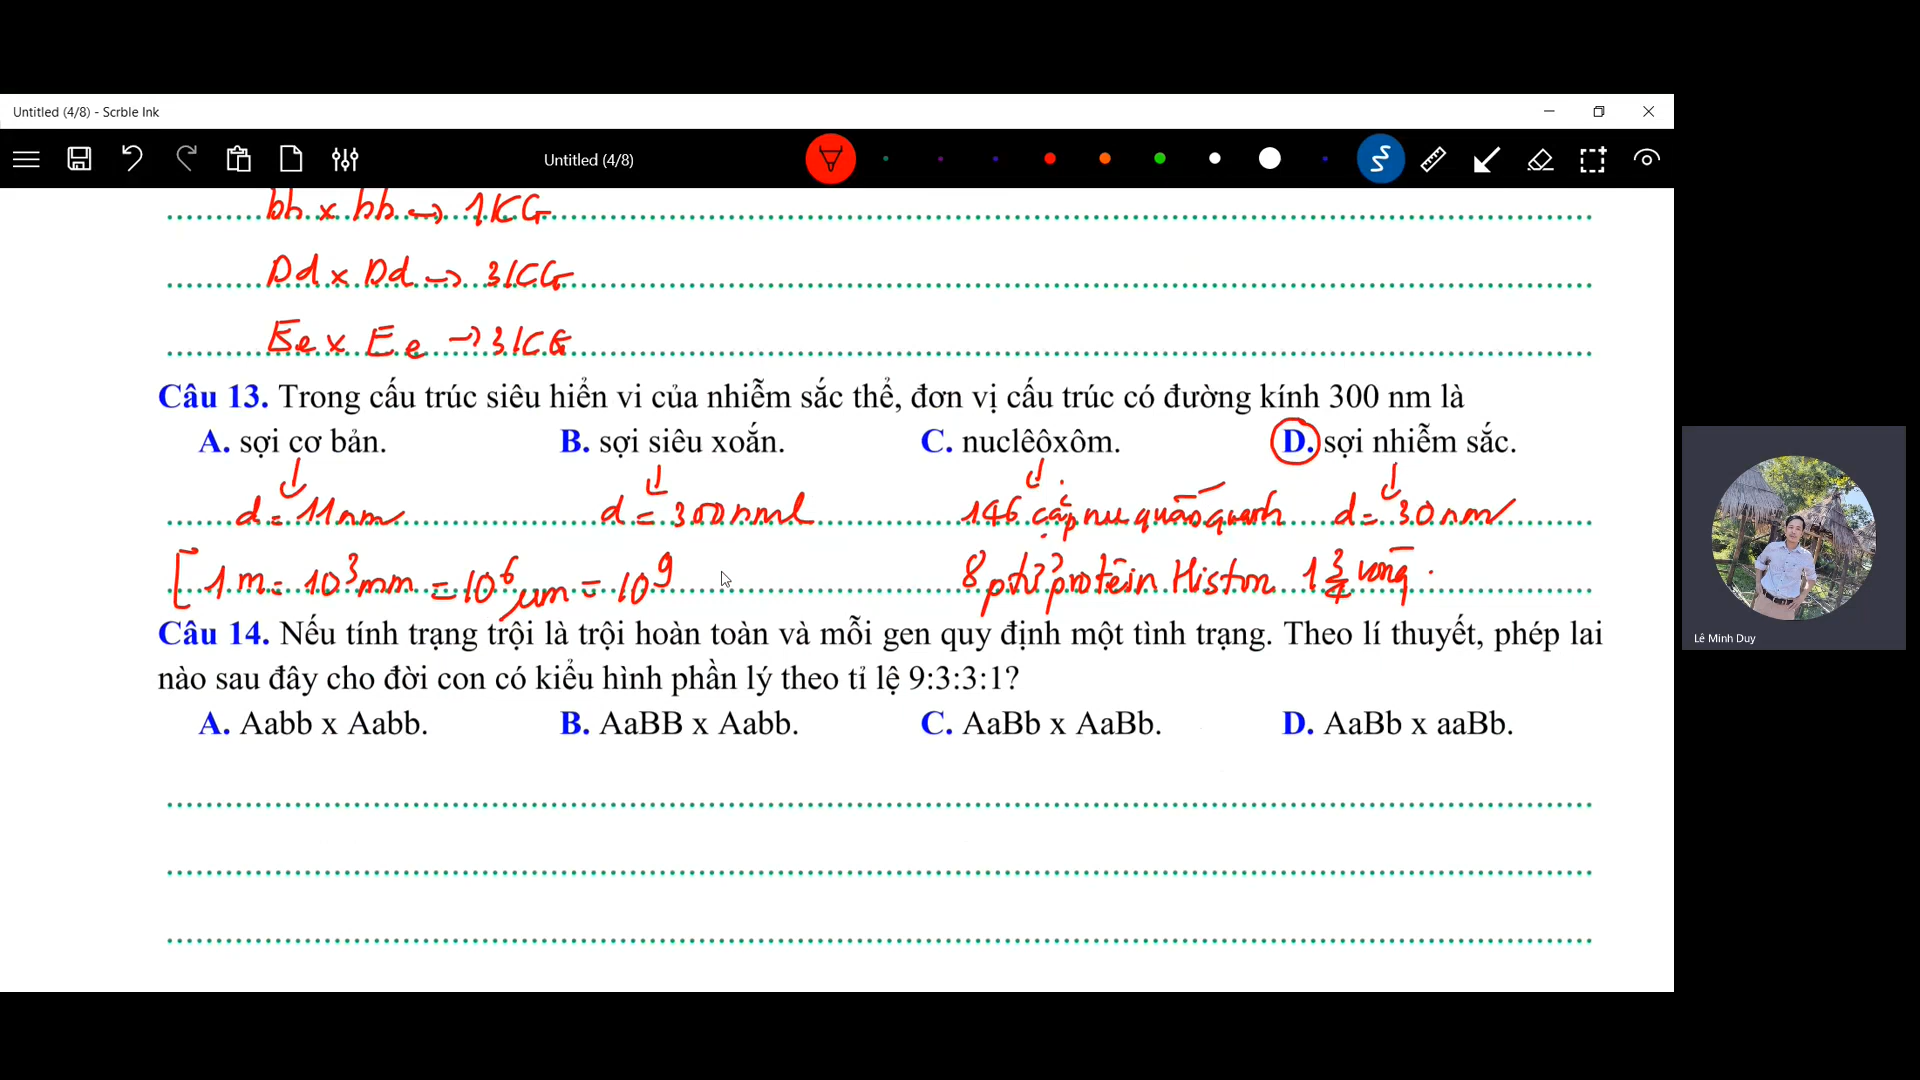 Untitled (4/8) - Scrble Ink
Untitled (4/8)
bb x bb → 1KG
Dd x Dd → 3KG
Ee x Ee → 3KG
Câu 13. Trong cấu trúc siêu hiển vi của nhiễm sắc thể, đơn vị cấu trúc có đường kính 300 nm là
A. sợi cơ bản. B. sợi siêu xoắn. C. nuclêôxôm. D. sợi nhiễm sắc.
d = 11nm d = 300nm 146 cặp nu quấn quanh d = 30nm
[1m = 10³mm = 10⁶µm = 10⁹ 8 ptử protein Histon 1 3/4 vòng.
Câu 14. Nếu tính trạng trội là trội hoàn toàn và mỗi gen quy định một tình trạng. Theo lí thuyết, phép lai
nào sau đây cho đời con có kiểu hình phần lý theo tỉ lệ 9:3:3:1?
A. Aabb x Aabb. B. AaBB x Aabb. C. AaBb x AaBb. D. AaBb x aaBb.
Lê Minh Duy